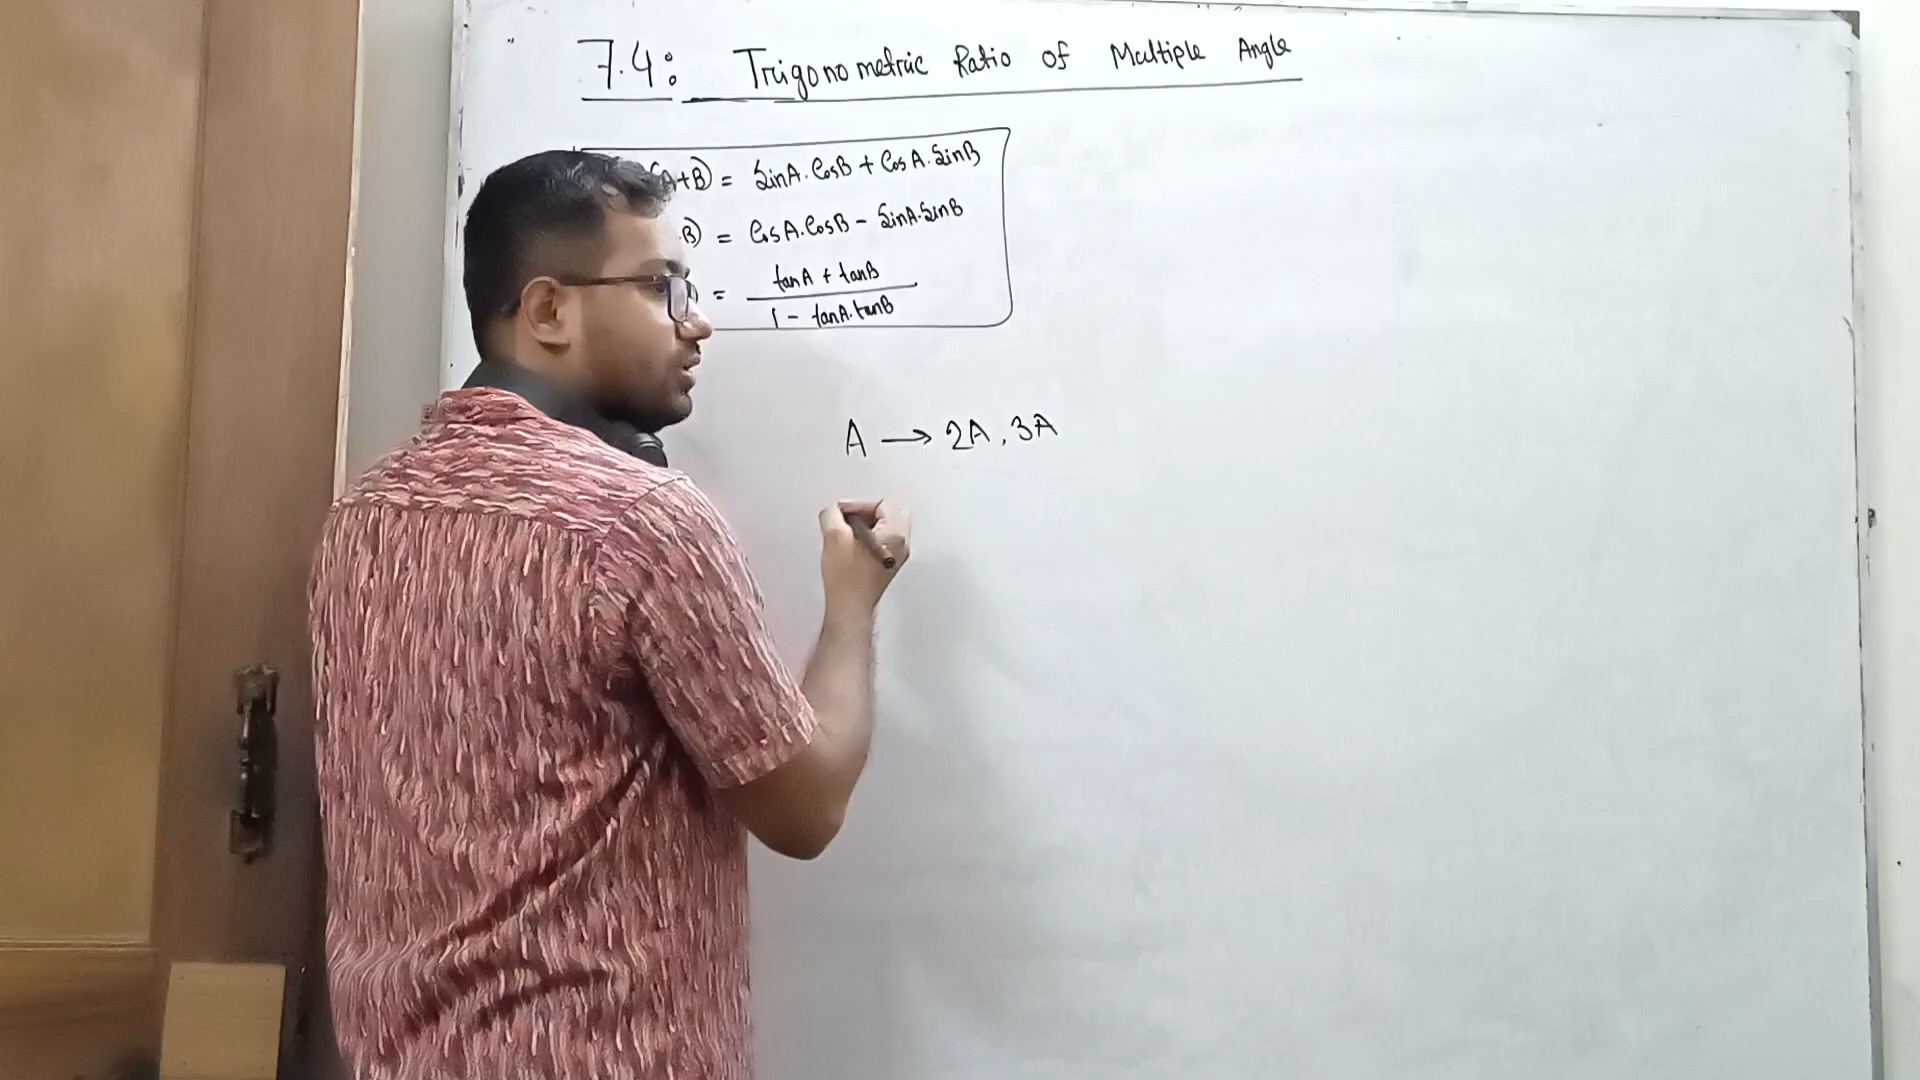 7.4: Trigonometric Ratio of Multiple Angle
(A+B) = SinA.CosB + CosA.SinB
B) = CosA.CosB - SinA.SinB
) = tanA + tanB
1 - tanA.tanB
A → 2A, 3A